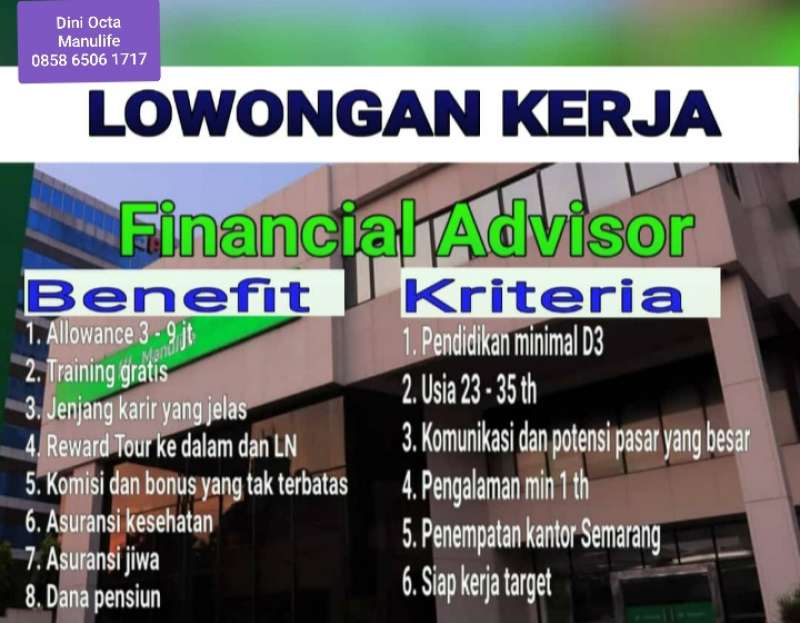 Dini Octa
Manulife
0858 6506 1717
LOWONGAN KERJA
Financial Advisor
Benefit
1. Allowance 3 - 9 jt
2. Training gratis
3. Jenjang karir yang jelas
4. Reward Tour ke dalam dan LN
5. Komisi dan bonus yang tak terbatas
6. Asuransi kesehatan
7. Asuransi jiwa
8. Dana pensiun
Kriteria
1. Pendidikan minimal D3
2. Usia 23 - 35 th
3. Komunikasi dan potensi pasar yang besar
4. Pengalaman min 1 th
5. Penempatan kantor Semarang
6. Siap kerja target